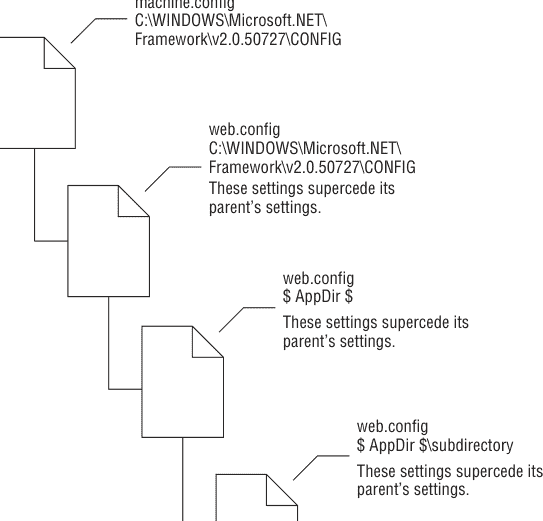 machine.config
C:\WINDOWS\Microsoft.NET\
Framework\v2.0.50727\CONFIG
web.config
C:\WINDOWS\Microsoft.NET\
Framework\v2.0.50727\CONFIG
These settings supercede its
parent's settings.
web.config
$ AppDir $
These settings supercede its
parent's settings.
web.config
$ AppDir $\subdirectory
These settings supercede its
parent's settings.